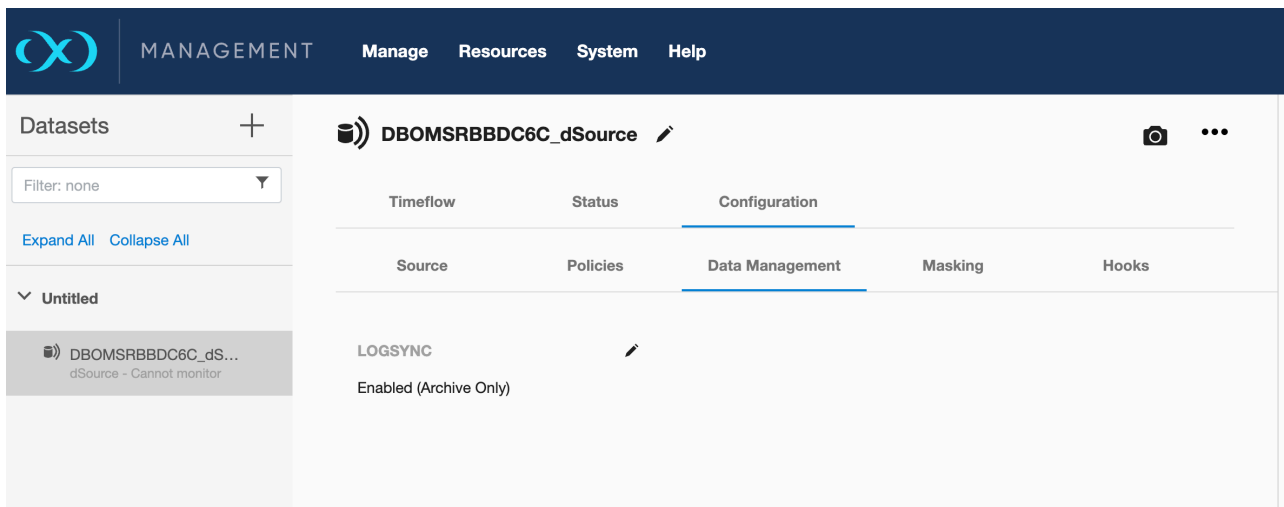 MANAGEMENT Manage Resources System Help
Datasets
DBOMSRBBDC6C_dSource
Filter: none
Timeflow Status Configuration
Expand All Collapse All
Source Policies Data Management Masking Hooks
Untitled
DBOMSRBBDC6C_dS...
dSource - Cannot monitor
LOGSYNC
Enabled (Archive Only)